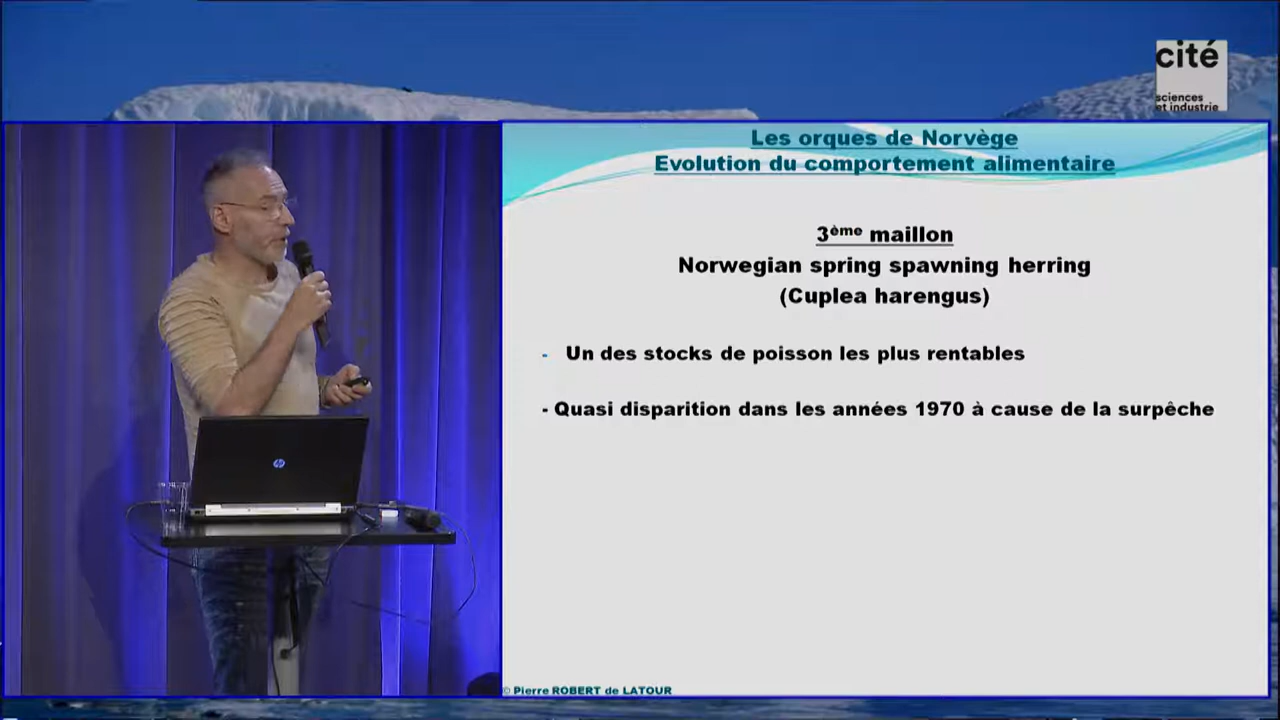 cité
sciences
et industrie
Les orques de Norvège
Evolution du comportement alimentaire
3ème maillon
Norwegian spring spawning herring
(Cuplea harengus)
- Un des stocks de poisson les plus rentables
- Quasi disparition dans les années 1970 à cause de la surpêche
© Pierre ROBERT de LATOUR
hp